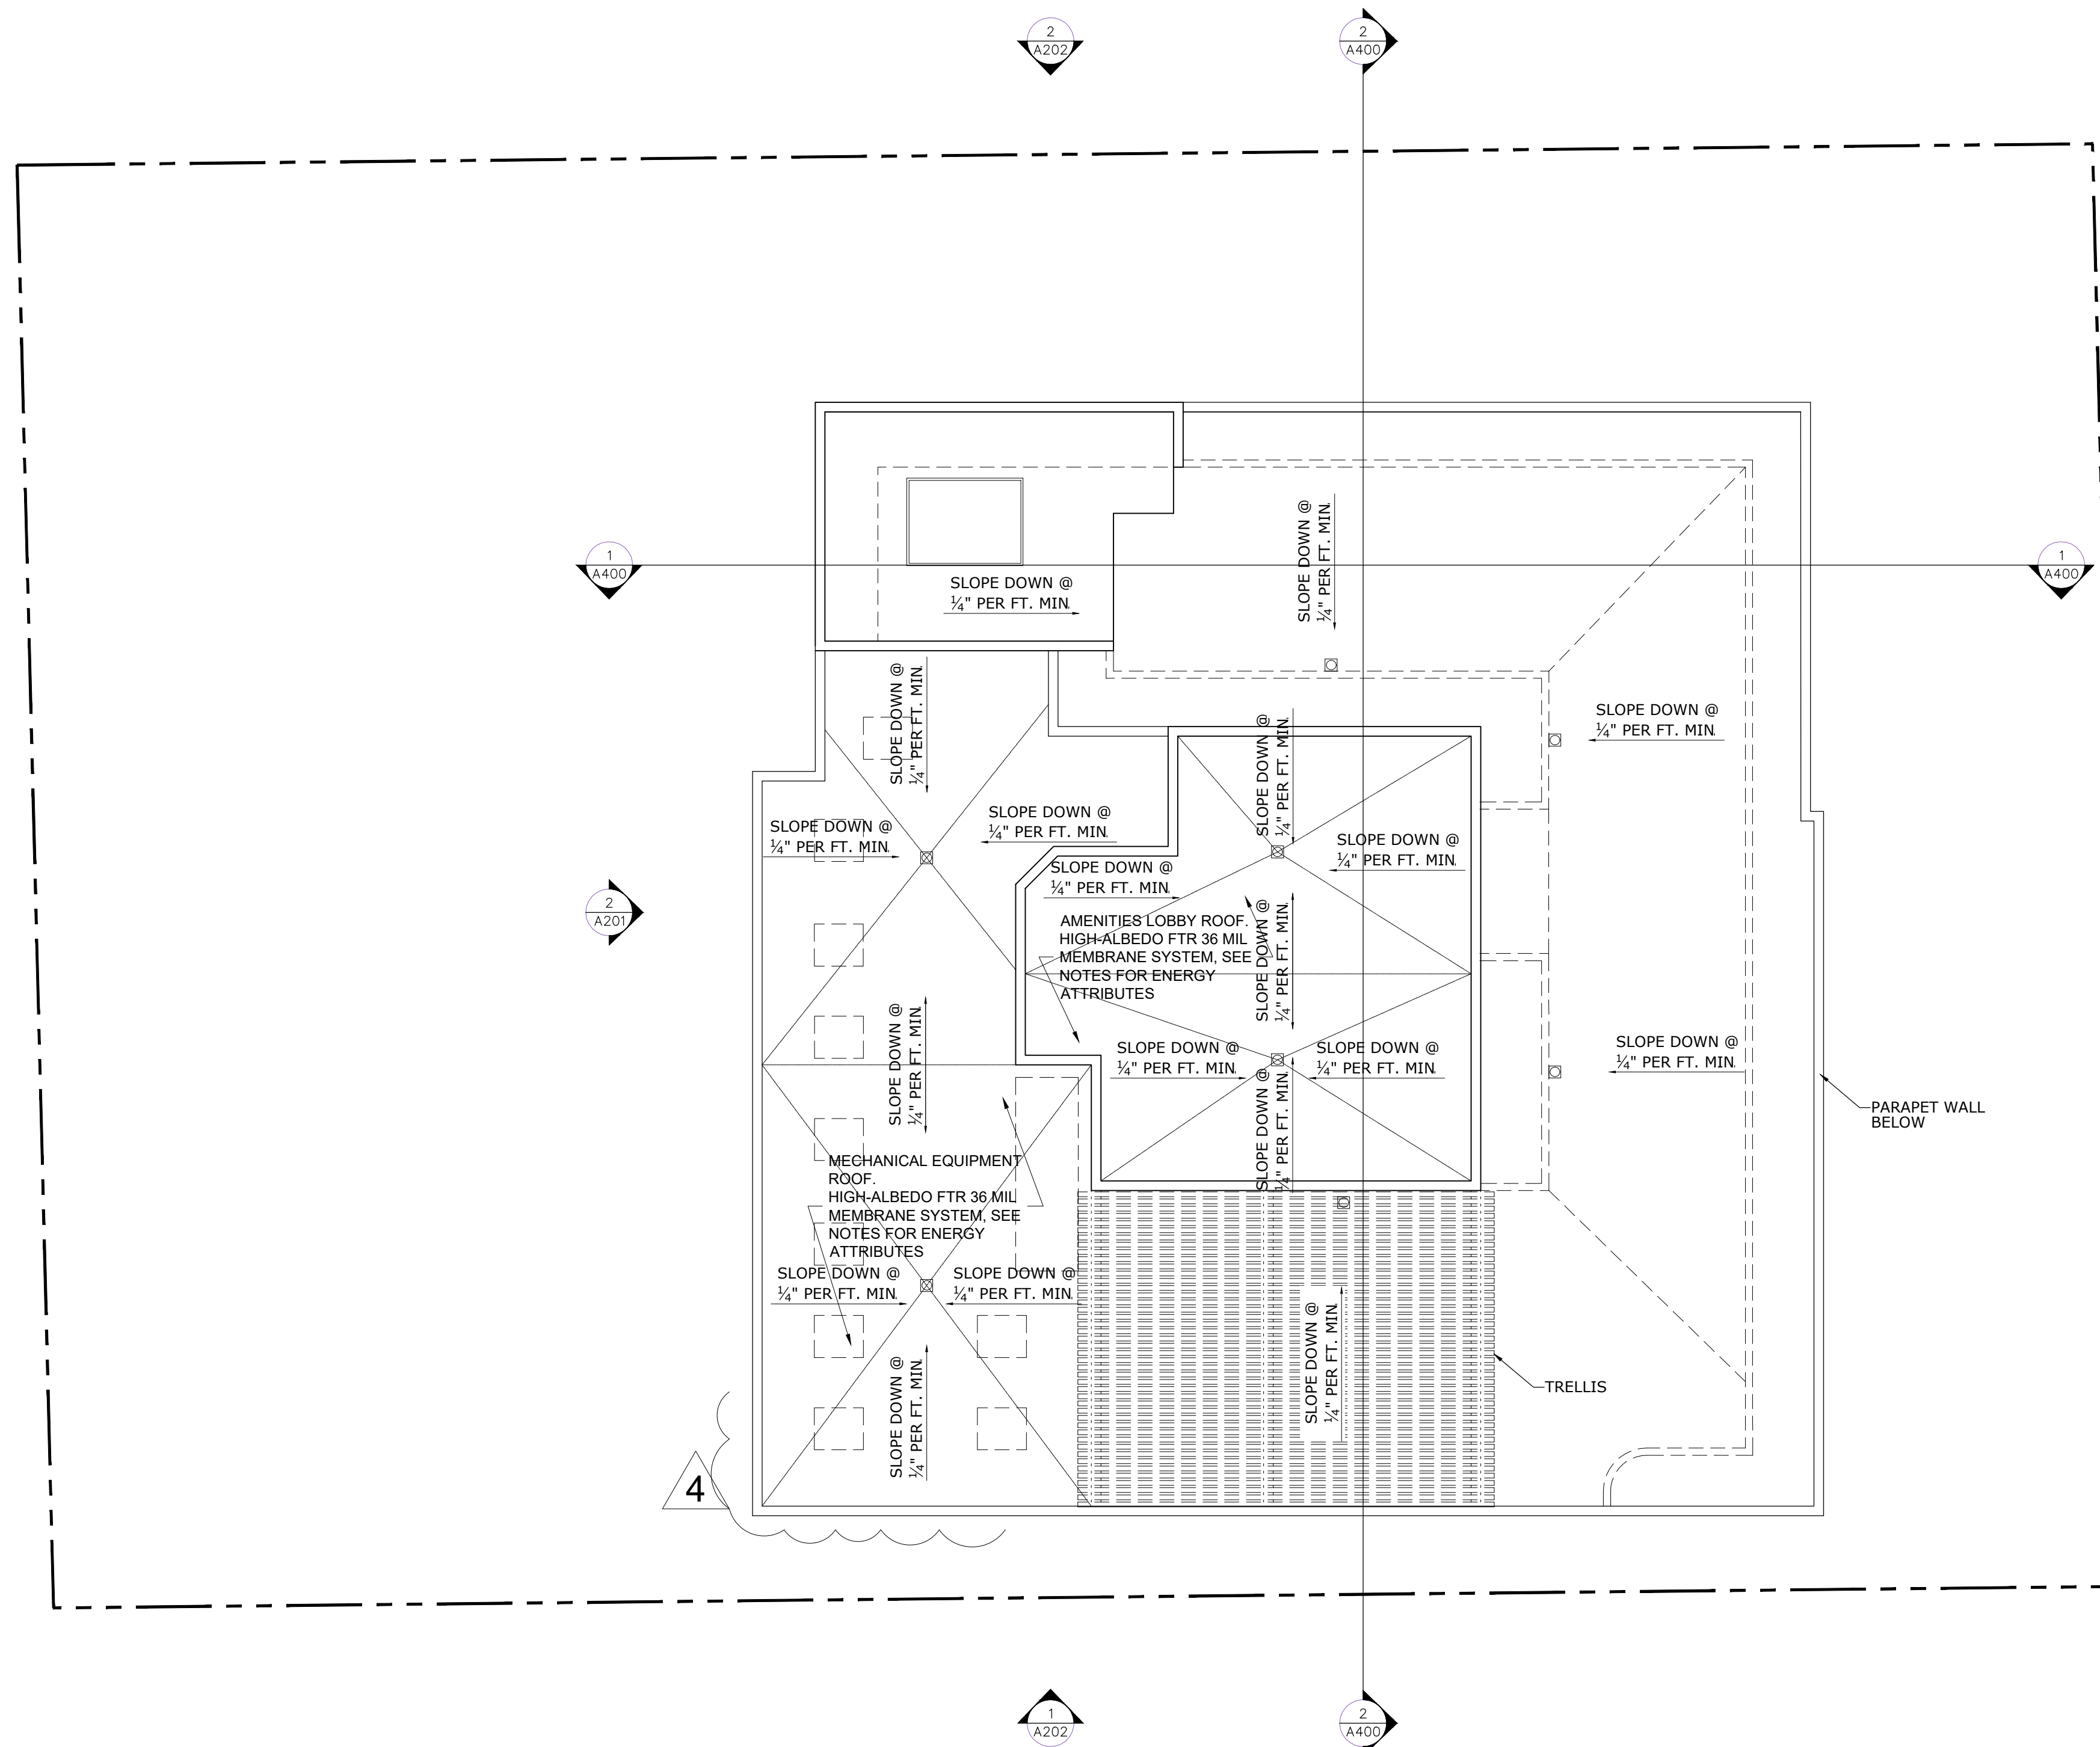 2
A202
2
A400
1
A400
1
A400
SLOPE DOWN @
¼" PER FT. MIN.
SLOPE DOWN @
¼" PER FT. MIN.
SLOPE DOWN @
¼" PER FT. MIN.
SLOPE DOWN @
¼" PER FT. MIN.
SLOPE DOWN @
¼" PER FT. MIN.
SLOPE DOWN @
¼" PER FT. MIN.
SLOPE DOWN @
¼" PER FT. MIN.
SLOPE DOWN @
¼" PER FT. MIN.
SLOPE DOWN @
¼" PER FT. MIN.
2
A201
AMENITIES LOBBY ROOF.
HIGH-ALBEDO FTR 36 MIL
MEMBRANE SYSTEM, SEE
NOTES FOR ENERGY
ATTRIBUTES
SLOPE DOWN @
¼" PER FT. MIN.
SLOPE DOWN @
¼" PER FT. MIN.
SLOPE DOWN @
¼" PER FT. MIN.
SLOPE DOWN @
¼" PER FT. MIN.
SLOPE DOWN @
¼" PER FT. MIN.
SLOPE DOWN @
¼" PER FT. MIN.
PARAPET WALL
BELOW
MECHANICAL EQUIPMENT
ROOF.
HIGH-ALBEDO FTR 36 MIL
MEMBRANE SYSTEM, SEE
NOTES FOR ENERGY
ATTRIBUTES
SLOPE DOWN @
¼" PER FT. MIN.
SLOPE DOWN @
¼" PER FT. MIN.
SLOPE DOWN @
¼" PER FT. MIN.
SLOPE DOWN @
¼" PER FT. MIN.
TRELLIS
4
1
A202
2
A400